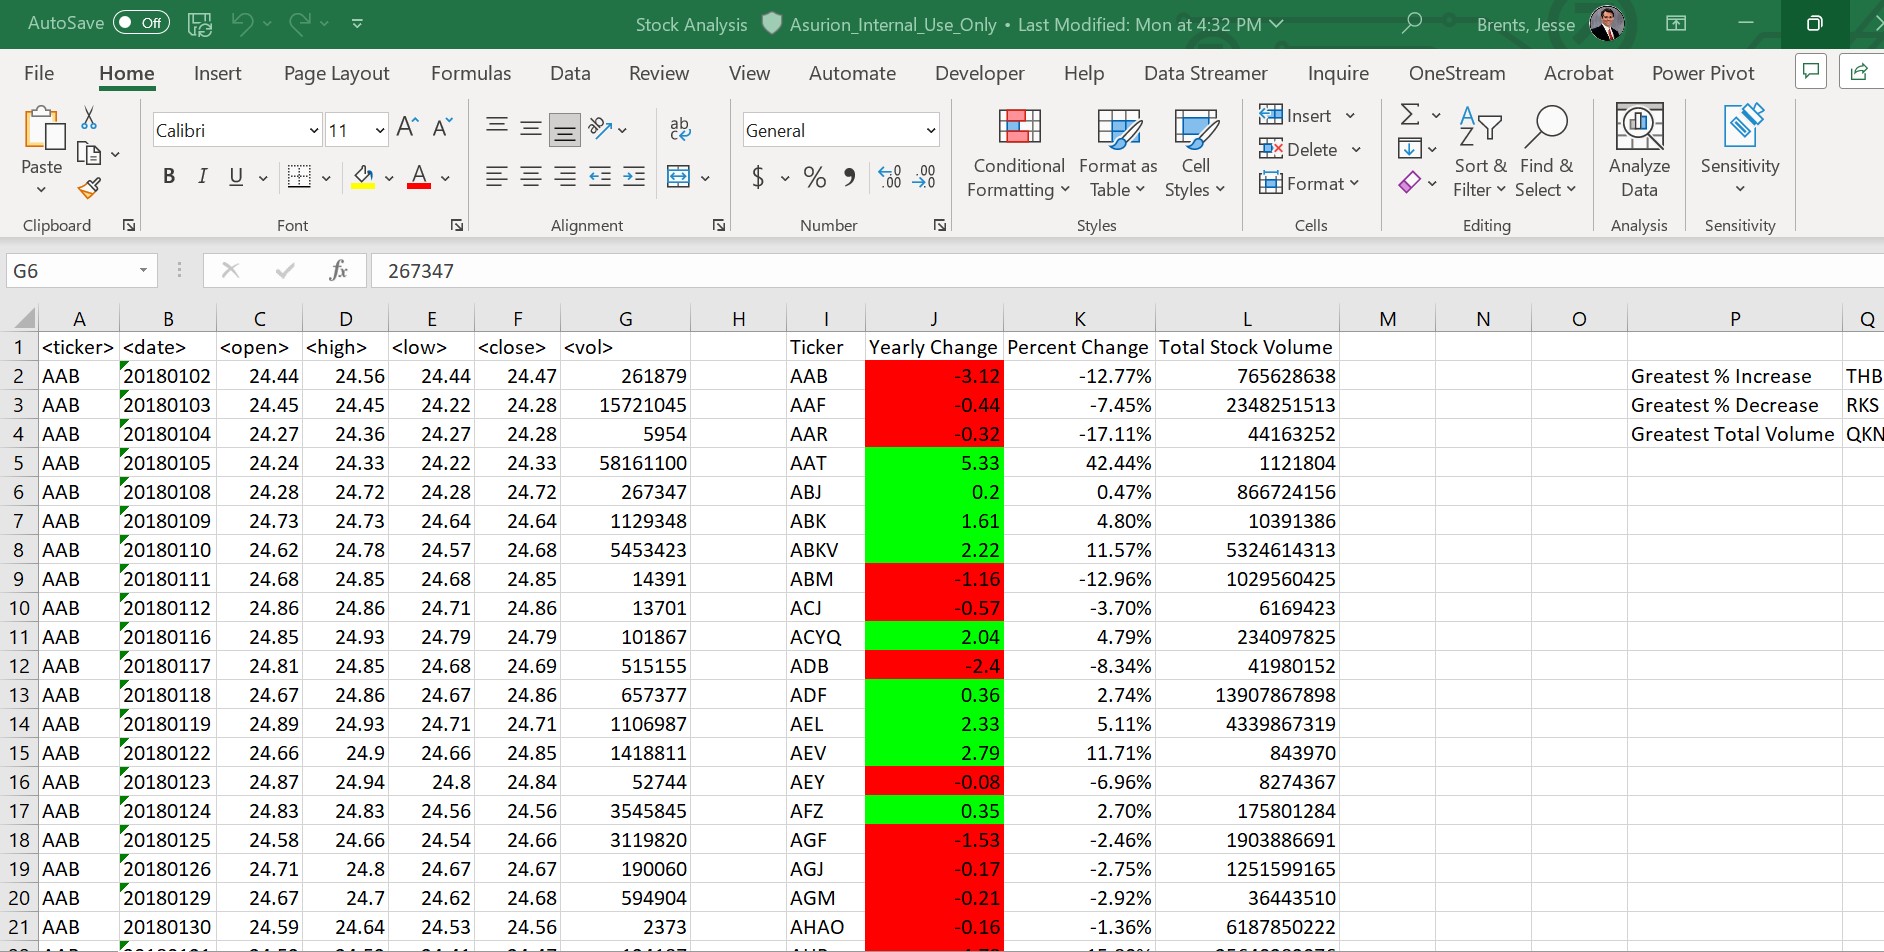 AutoSave Off Stock Analysis Asurion_Internal_Use_Only • Last Modified: Mon at 4:32 PM Brents, Jesse
File Home Insert Page Layout Formulas Data Review View Automate Developer Help Data Streamer Inquire OneStream Acrobat Power Pivot
Paste
Clipboard
Calibri 11
B I U A
Font
ab
Alignment
General
$ % 9 .00 .00
Number
Conditional Formatting
Format as Table
Cell Styles
Styles
Insert
Delete
Format
Cells
Sort & Filter
Find & Select
Editing
Analyze Data
Analysis
Sensitivity
Sensitivity
G6 fx 267347
A B C D E F G H I J K L M N O P Q
1 <ticker> <date> <open> <high> <low> <close> <vol> Ticker Yearly Change Percent Change Total Stock Volume
2 AAB 20180102 24.44 24.56 24.44 24.47 261879 AAB -3.12 -12.77% 765628638 Greatest % Increase THB
3 AAB 20180103 24.45 24.45 24.22 24.28 15721045 AAF -0.44 -7.45% 2348251513 Greatest % Decrease RKS
4 AAB 20180104 24.27 24.36 24.27 24.28 5954 AAR -0.32 -17.11% 44163252 Greatest Total Volume QKN
5 AAB 20180105 24.24 24.33 24.22 24.33 58161100 AAT 5.33 42.44% 1121804
6 AAB 20180108 24.28 24.72 24.28 24.72 267347 ABJ 0.2 0.47% 866724156
7 AAB 20180109 24.73 24.73 24.64 24.64 1129348 ABK 1.61 4.80% 10391386
8 AAB 20180110 24.62 24.78 24.57 24.68 5453423 ABKV 2.22 11.57% 5324614313
9 AAB 20180111 24.68 24.85 24.68 24.85 14391 ABM -1.16 -12.96% 1029560425
10 AAB 20180112 24.86 24.86 24.71 24.86 13701 ACJ -0.57 -3.70% 6169423
11 AAB 20180116 24.85 24.93 24.79 24.79 101867 ACYQ 2.04 4.79% 234097825
12 AAB 20180117 24.81 24.85 24.68 24.69 515155 ADB -2.4 -8.34% 41980152
13 AAB 20180118 24.67 24.86 24.67 24.86 657377 ADF 0.36 2.74% 13907867898
14 AAB 20180119 24.89 24.93 24.71 24.71 1106987 AEL 2.33 5.11% 4339867319
15 AAB 20180122 24.66 24.9 24.66 24.85 1418811 AEV 2.79 11.71% 843970
16 AAB 20180123 24.87 24.94 24.8 24.84 52744 AEY -0.08 -6.96% 8274367
17 AAB 20180124 24.83 24.83 24.56 24.56 3545845 AFZ 0.35 2.70% 175801284
18 AAB 20180125 24.58 24.66 24.54 24.66 3119820 AGF -1.53 -2.46% 1903886691
19 AAB 20180126 24.71 24.8 24.67 24.67 190060 AGJ -0.17 -2.75% 1251599165
20 AAB 20180129 24.67 24.7 24.62 24.68 594904 AGM -0.21 -2.92% 36443510
21 AAB 20180130 24.59 24.64 24.53 24.56 2373 AHAO -0.16 -1.36% 6187850222